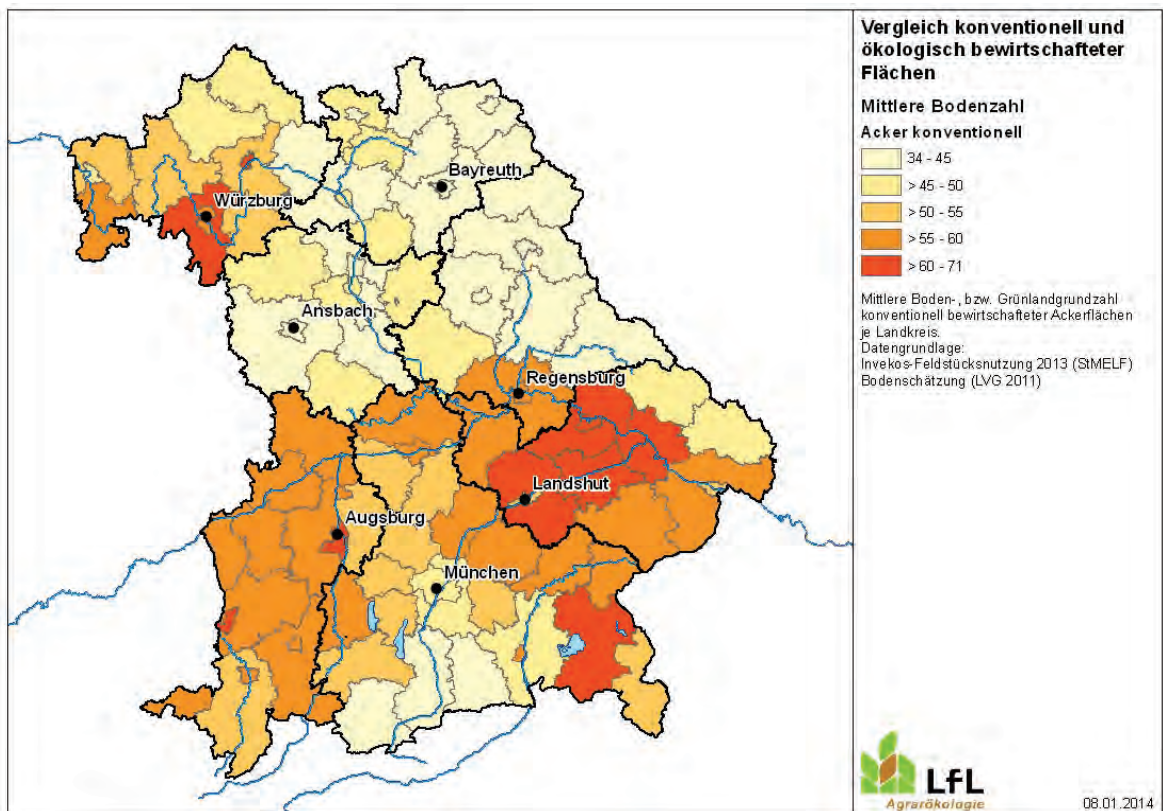 Vergleich konventionell und
ökologisch bewirtschafteter
Flächen
Mittlere Bodenzahl
Acker konventionell
34 - 45
>45 - 50
>50 - 55
>55 - 60
>60 - 71
Mittlere Boden-, bzw. Grünlandgrundzahl
konventionell bewirtschafteter Ackerflächen
je Landkreis.
Datengrundlage:
Invekos-Feldstücksnutzung 2013 (StMELF)
Bodenschätzung (LVG 2011)
Bayreuth
Würzburg
Ansbach
Regensburg
Landshut
Augsburg
München
LfL
Agrarökologie
08.01.2014